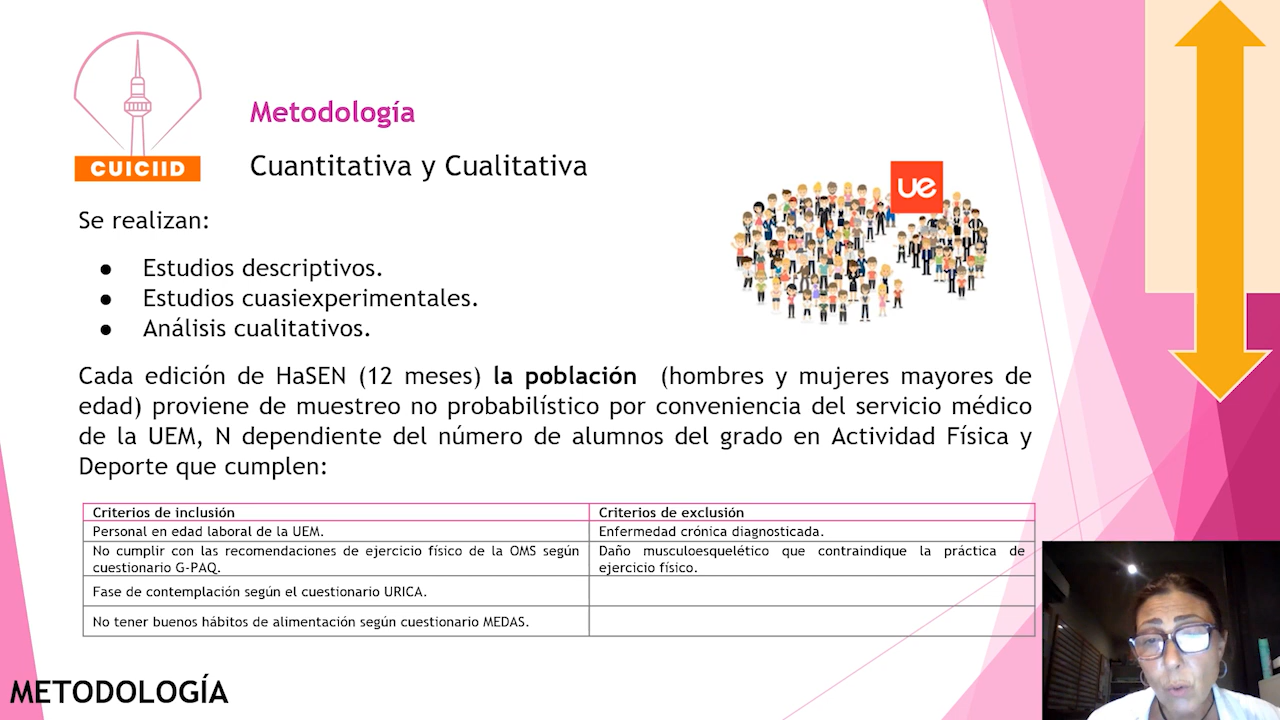 Metodología
CUICIID
Cuantitativa y Cualitativa
ue
Se realizan:
● Estudios descriptivos.
● Estudios cuasiexperimentales.
● Análisis cualitativos.
Cada edición de HaSEN (12 meses) la población (hombres y mujeres mayores de
edad) proviene de muestreo no probabilístico por conveniencia del servicio médico
de la UEM, N dependiente del número de alumnos del grado en Actividad Física y
Deporte que cumplen:
Criterios de inclusión Criterios de exclusión
Personal en edad laboral de la UEM. Enfermedad crónica diagnosticada.
No cumplir con las recomendaciones de ejercicio físico de la OMS según
cuestionario G-PAQ.
Daño musculoesquelético que contraindique la práctica de
ejercicio físico.
Fase de contemplación según el cuestionario URICA.
No tener buenos hábitos de alimentación según cuestionario MEDAS.
METODOLOGÍA